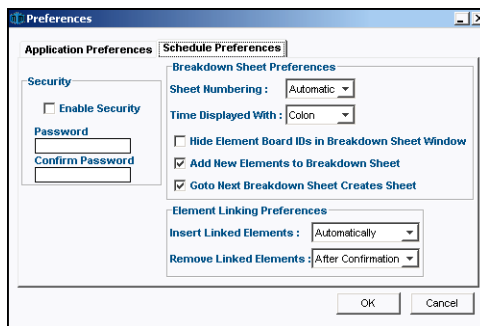 Preferences
Application Preferences
Schedule Preferences
Security
Enable Security
Password
Confirm Password
Breakdown Sheet Preferences
Sheet Numbering : Automatic
Time Displayed With : Colon
Hide Element Board IDs in Breakdown Sheet Window
Add New Elements to Breakdown Sheet
Goto Next Breakdown Sheet Creates Sheet
Element Linking Preferences
Insert Linked Elements : Automatically
Remove Linked Elements : After Confirmation
OK
Cancel